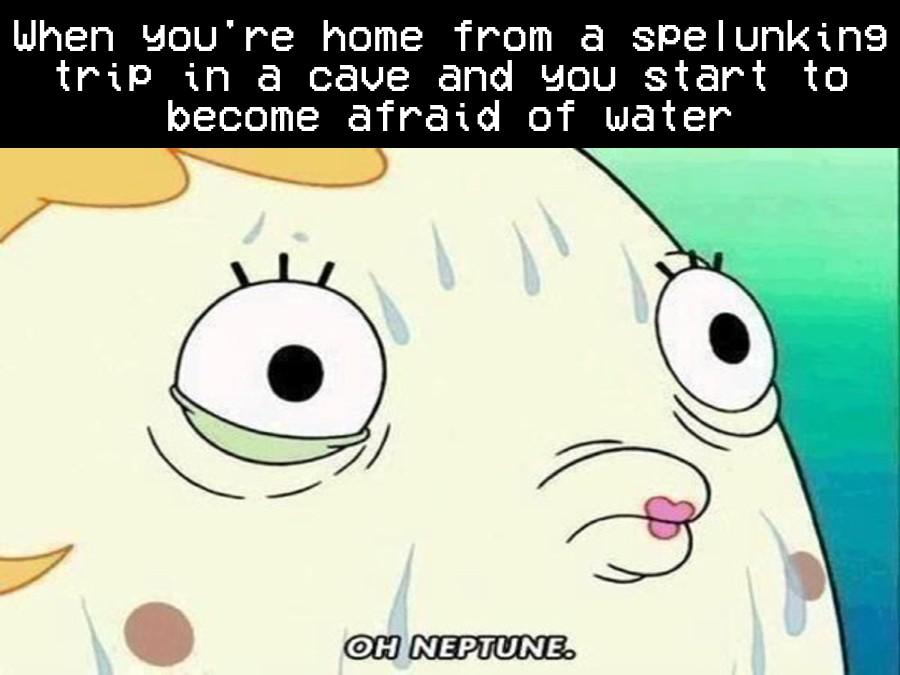 When you're home from a spelunking
trip in a cave and you start to
become afraid of water
OH NEPTUNE.